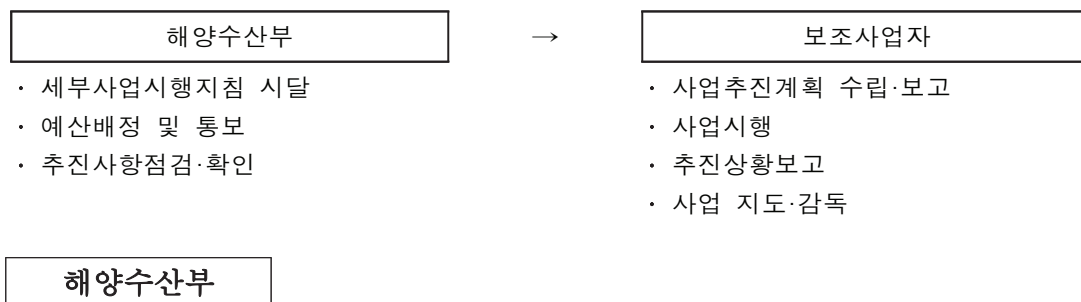 해양수산부 → 보조사업자
· 세부사업시행지침 시달
· 예산배정 및 통보
· 추진사항점검·확인
· 사업추진계획 수립·보고
· 사업시행
· 추진상황보고
· 사업 지도·감독
해양수산부